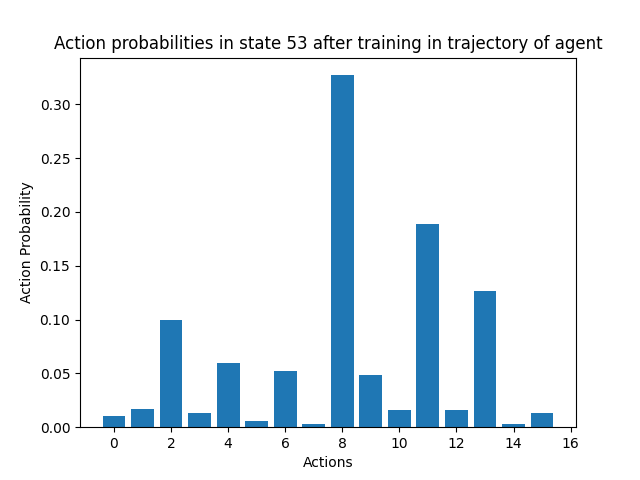 Action probabilities in state 53 after training in trajectory of agent
0.30
0.25
0.20
0.15
0.10
0.05
0.00
Action Probability
0 2 4 6 8 10 12 14 16
Actions